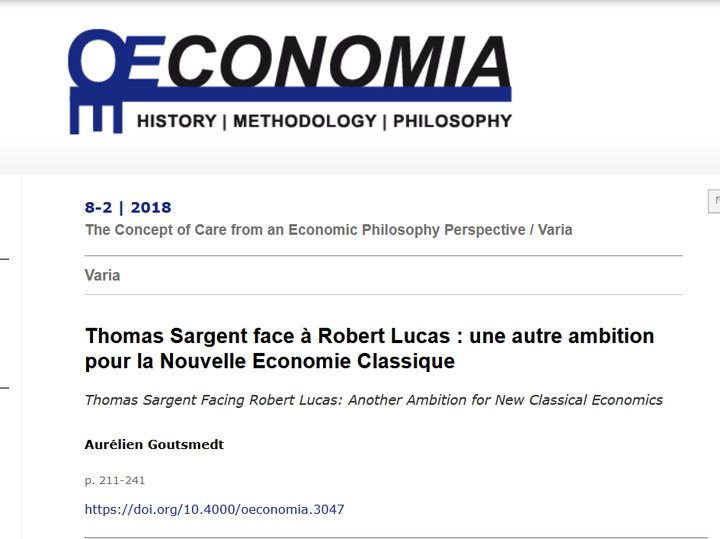 OECONOMIA
HISTORY | METHODOLOGY | PHILOSOPHY
8-2 | 2018
The Concept of Care from an Economic Philosophy Perspective / Varia
Varia
Thomas Sargent face à Robert Lucas : une autre ambition
pour la Nouvelle Economie Classique
Thomas Sargent Facing Robert Lucas: Another Ambition for New Classical Economics
Aurélien Goutsmedt
p. 211-241
https://doi.org/10.4000/oeconomia.3047